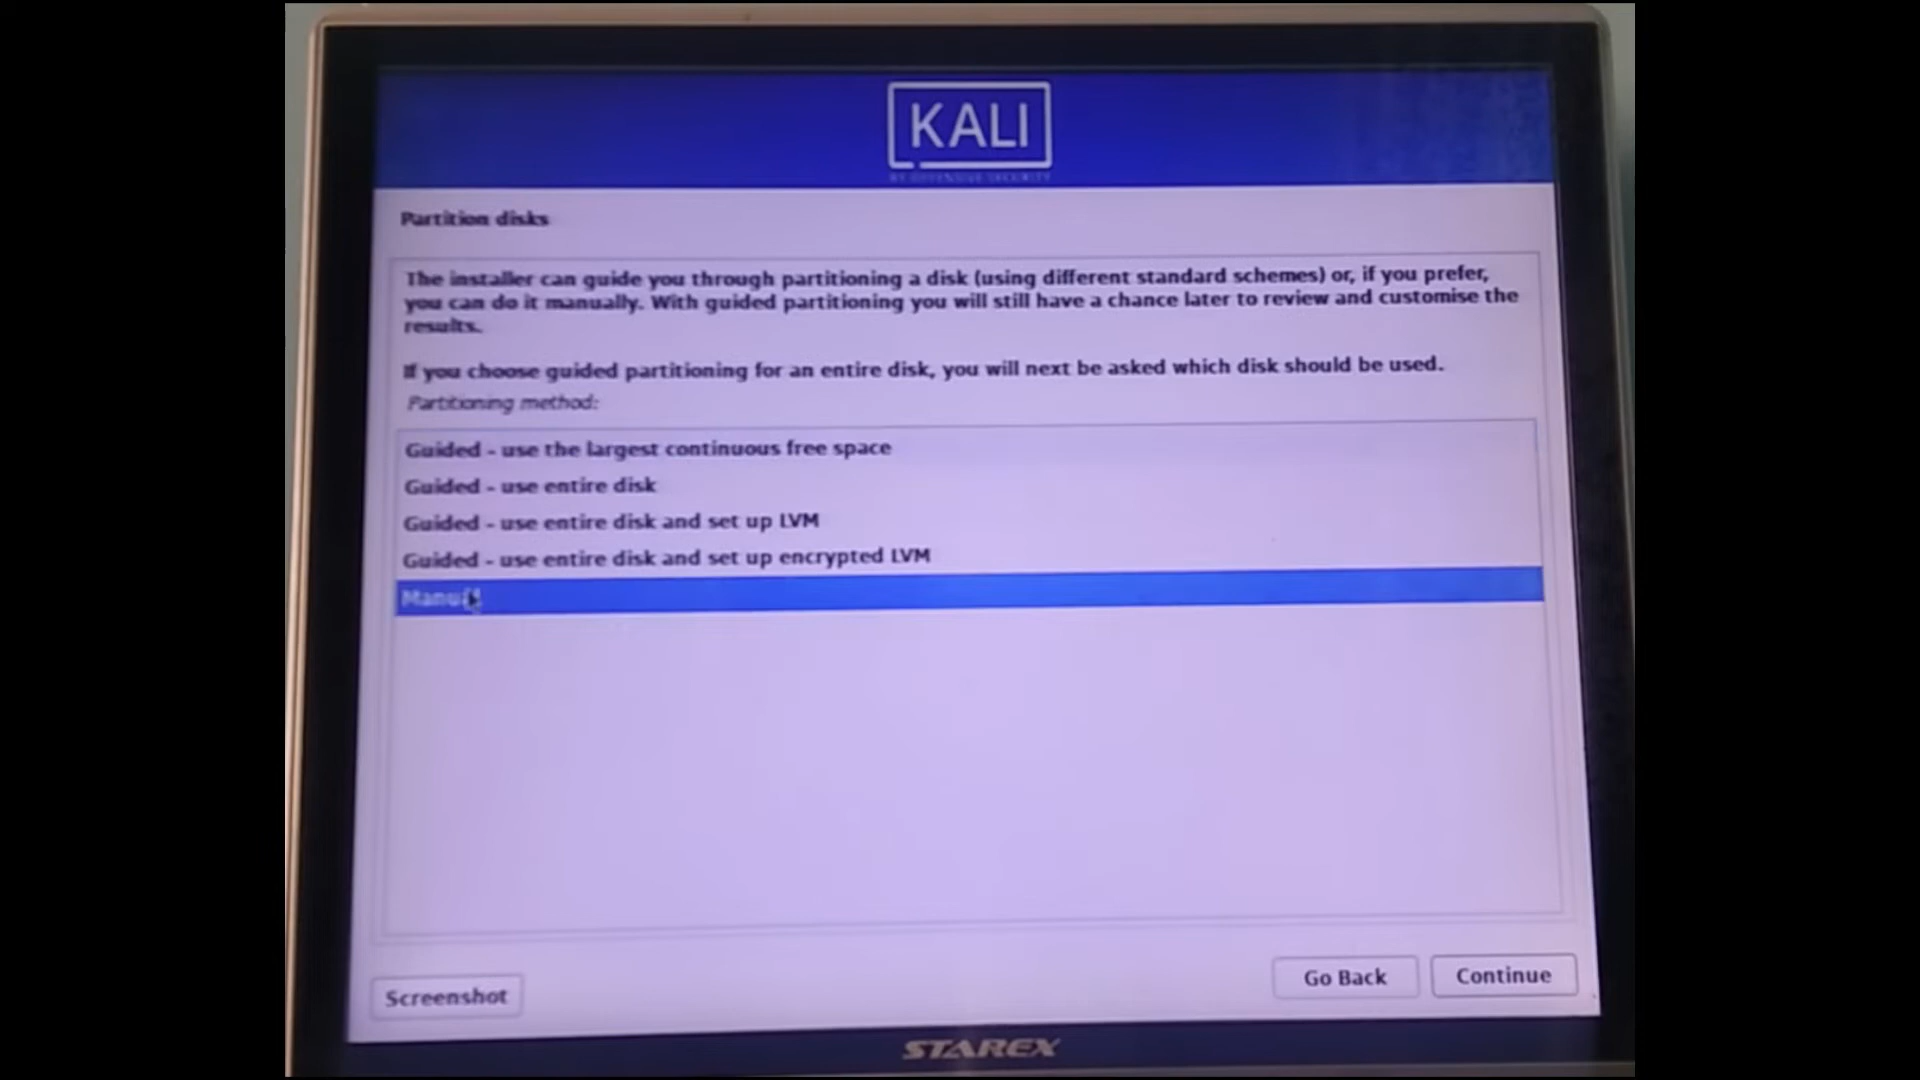 KALI
BY OFFENSIVE SECURITY
Partition disks
The installer can guide you through partitioning a disk (using different standard schemes) or, if you prefer,
you can do it manually. With guided partitioning you will still have a chance later to review and customise the
results.
If you choose guided partitioning for an entire disk, you will next be asked which disk should be used.
Partitioning method:
Guided - use the largest continuous free space
Guided - use entire disk
Guided - use entire disk and set up LVM
Guided - use entire disk and set up encrypted LVM
Manual
Screenshot
Go Back
Continue
STAREX